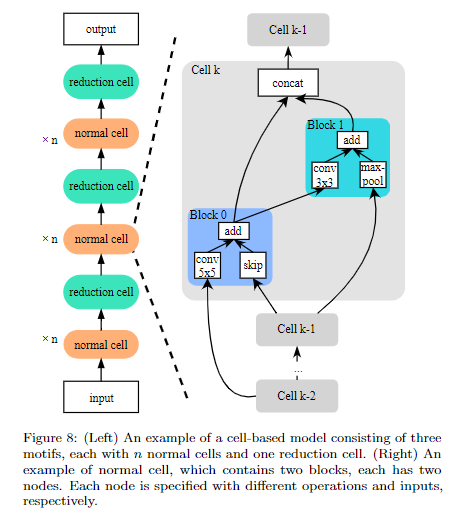 output
reduction cell
× n
normal cell
reduction cell
× n
normal cell
reduction cell
× n
normal cell
input
Cell k-1
Cell k
concat
Block 1
add
conv
3x3
max-
pool
Block 0
add
conv
5x5
skip
Cell k-1
...
Cell k-2
Figure 8: (Left) An example of a cell-based model consisting of three
motifs, each with n normal cells and one reduction cell. (Right) An
example of normal cell, which contains two blocks, each has two
nodes. Each node is specified with different operations and inputs,
respectively.